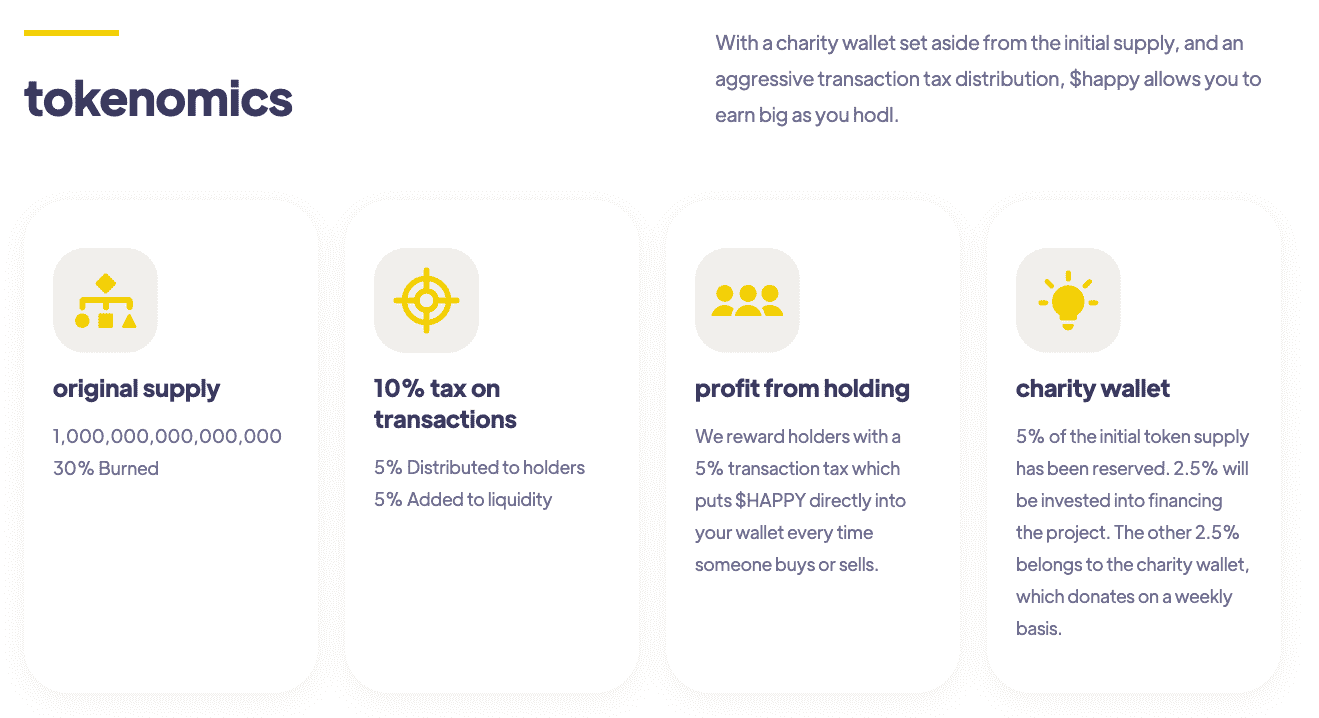 tokenomics
With a charity wallet set aside from the initial supply, and an
aggressive transaction tax distribution, $happy allows you to
earn big as you hodl.
original supply
1,000,000,000,000,000
30% Burned
10% tax on
transactions
5% Distributed to holders
5% Added to liquidity
profit from holding
We reward holders with a
5% transaction tax which
puts $HAPPY directly into
your wallet every time
someone buys or sells.
charity wallet
5% of the initial token supply
has been reserved. 2.5% will
be invested into financing
the project. The other 2.5%
belongs to the charity wallet,
which donates on a weekly
basis.